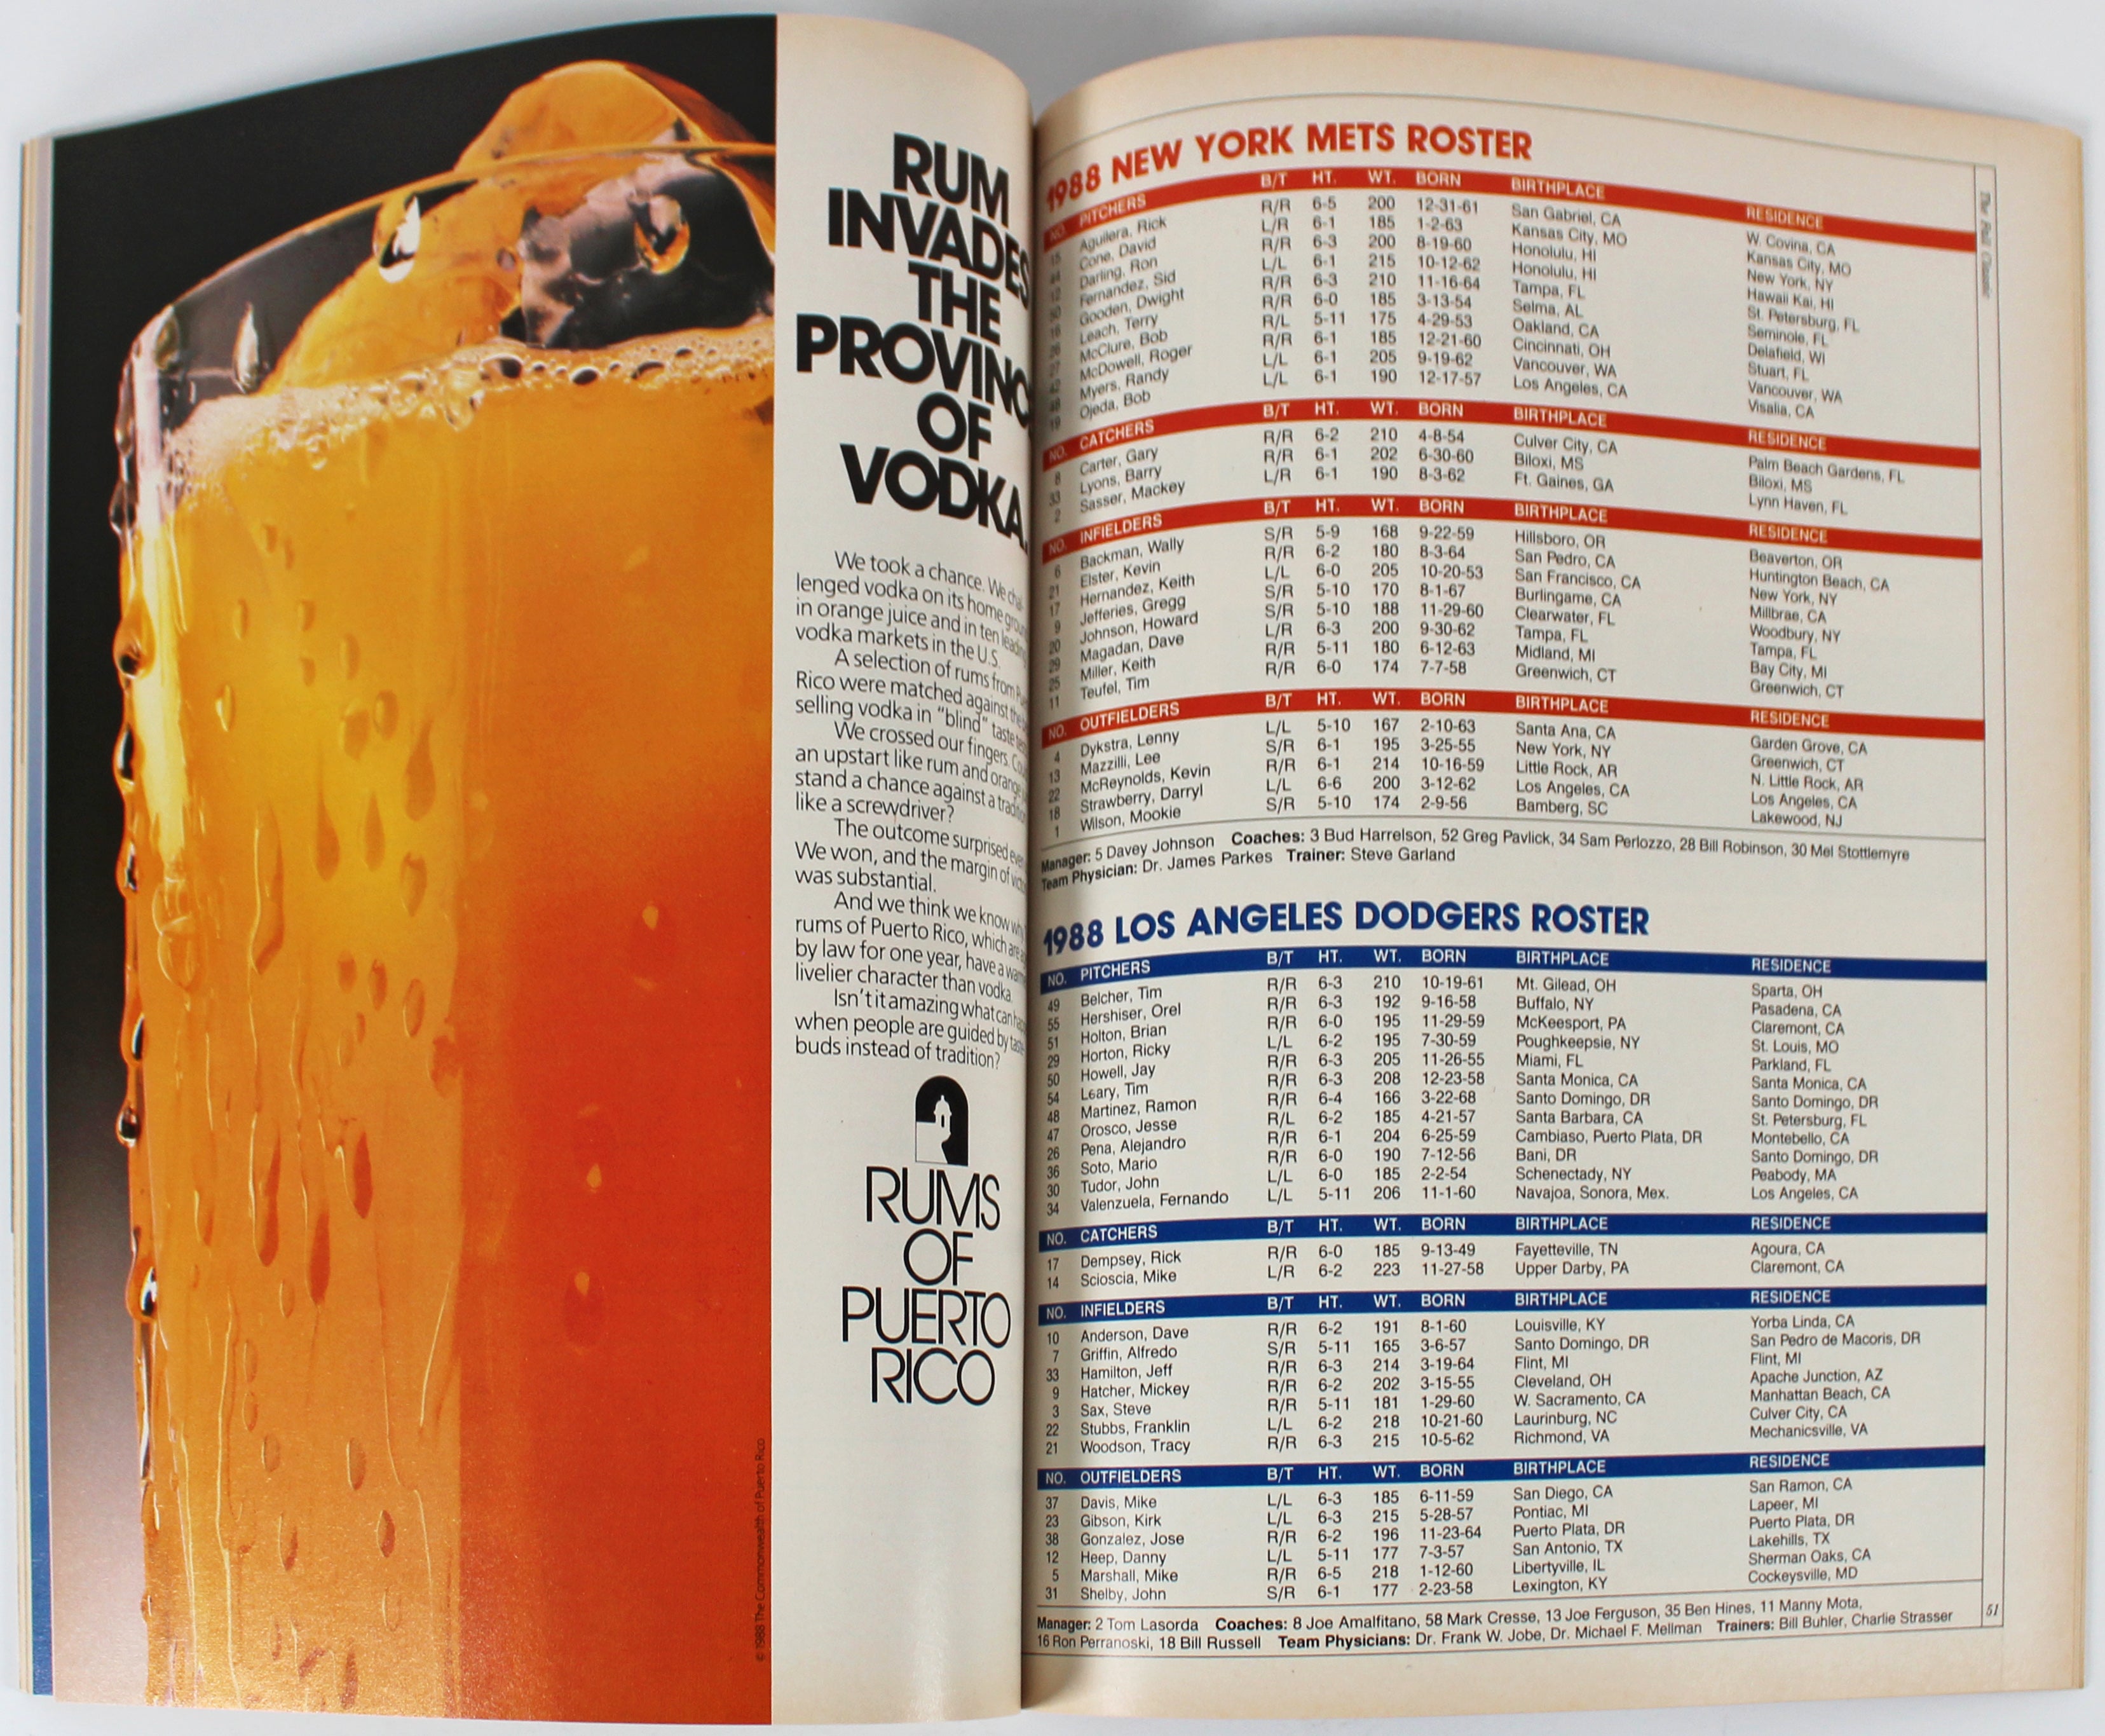 RUM
INVADES
THE
PROVINC
OF
VODKA.
We took a chance. We chal-
lenged vodka on its home ground
in orange juice and in ten leading
vodka markets in the U.S.
A selection of rums from
Rico were matched against the
selling vodka in "blind" taste
We crossed our fingers.
an upstart like rum and orange
stand a chance against a
like a screwdriver?
The outcome surprised
We won, and the margin of
was substantial.
And we think we know why
rums of Puerto Rico, which are
by law for one year, have a
livelier character than vodka.
Isn't it amazing what can
when people are guided by taste
buds instead of tradition?
RUMS
OF
PUERTO
RICO
© 1988 The Commonwealth of Puerto Rico
The Fall Classic
1988 NEW YORK METS ROSTER
NO. PITCHERS B/T HT. WT. BORN BIRTHPLACE RESIDENCE
15 Aguilera, Rick R/R 6-5 200 12-31-61 San Gabriel, CA W. Covina, CA
44 Cone, David L/R 6-1 185 1-2-63 Kansas City, MO Kansas City, MO
12 Darling, Ron R/R 6-3 200 8-19-60 Honolulu, HI New York, NY
50 Fernandez, Sid L/L 6-1 215 10-12-62 Honolulu, HI Hawaii Kai, HI
16 Gooden, Dwight R/R 6-3 210 11-16-64 Tampa, FL St. Petersburg, FL
26 Leach, Terry R/R 6-0 185 3-13-54 Selma, AL Seminole, FL
27 McClure, Bob R/L 5-11 175 4-29-53 Oakland, CA Delafield, WI
42 McDowell, Roger R/R 6-1 185 12-21-60 Cincinnati, OH Stuart, FL
48 Myers, Randy L/L 6-1 205 9-19-62 Vancouver, WA Vancouver, WA
19 Ojeda, Bob L/L 6-1 190 12-17-57 Los Angeles, CA Visalia, CA
NO. CATCHERS B/T HT. WT. BORN BIRTHPLACE RESIDENCE
8 Carter, Gary R/R 6-2 210 4-8-54 Culver City, CA Palm Beach Gardens, FL
33 Lyons, Barry R/R 6-1 202 6-30-60 Biloxi, MS Biloxi, MS
2 Sasser, Mackey L/R 6-1 190 8-3-62 Ft. Gaines, GA Lynn Haven, FL
NO. INFIELDERS B/T HT. WT. BORN BIRTHPLACE RESIDENCE
6 Backman, Wally S/R 5-9 168 9-22-59 Hillsboro, OR Beaverton, OR
21 Elster, Kevin R/R 6-2 180 8-3-64 San Pedro, CA Huntington Beach, CA
17 Hernandez, Keith L/L 6-0 205 10-20-53 San Francisco, CA New York, NY
9 Jefferies, Gregg S/R 5-10 170 8-1-67 Burlingame, CA Millbrae, CA
20 Johnson, Howard S/R 5-10 188 11-29-60 Clearwater, FL Woodbury, NY
29 Magadan, Dave L/R 6-3 200 9-30-62 Tampa, FL Tampa, FL
25 Miller, Keith R/R 5-11 180 6-12-63 Midland, MI Bay City, MI
11 Teufel, Tim R/R 6-0 174 7-7-58 Greenwich, CT Greenwich, CT
NO. OUTFIELDERS B/T HT. WT. BORN BIRTHPLACE RESIDENCE
4 Dykstra, Lenny L/L 5-10 167 2-10-63 Santa Ana, CA Garden Grove, CA
13 Mazzilli, Lee S/R 6-1 195 3-25-55 New York, NY Greenwich, CT
22 McReynolds, Kevin R/R 6-1 214 10-16-59 Little Rock, AR N. Little Rock, AR
18 Strawberry, Darryl L/L 6-6 200 3-12-62 Los Angeles, CA Los Angeles, CA
1 Wilson, Mookie S/R 5-10 174 2-9-56 Bamberg, SC Lakewood, NJ
Manager: 5 Davey Johnson Coaches: 3 Bud Harrelson, 52 Greg Pavlick, 34 Sam Perlozzo, 28 Bill Robinson, 30 Mel Stottlemyre
Team Physician: Dr. James Parkes Trainer: Steve Garland
1988 LOS ANGELES DODGERS ROSTER
NO. PITCHERS B/T HT. WT. BORN BIRTHPLACE RESIDENCE
49 Belcher, Tim R/R 6-3 210 10-19-61 Mt. Gilead, OH Sparta, OH
55 Hershiser, Orel R/R 6-3 192 9-16-58 Buffalo, NY Pasadena, CA
51 Holton, Brian R/R 6-0 195 11-29-59 McKeesport, PA Claremont, CA
29 Horton, Ricky L/L 6-2 195 7-30-59 Poughkeepsie, NY St. Louis, MO
50 Howell, Jay R/R 6-3 205 11-26-55 Miami, FL Parkland, FL
54 Leary, Tim R/R 6-3 208 12-23-58 Santa Monica, CA Santa Monica, CA
48 Martinez, Ramon R/R 6-4 166 3-22-68 Santo Domingo, DR Santo Domingo, DR
47 Orosco, Jesse R/L 6-2 185 4-21-57 Santa Barbara, CA St. Petersburg, FL
26 Pena, Alejandro R/R 6-1 204 6-25-59 Cambiaso, Puerto Plata, DR Montebello, CA
36 Soto, Mario R/R 6-0 190 7-12-56 Bani, DR Santo Domingo, DR
30 Tudor, John L/L 6-0 185 2-2-54 Schenectady, NY Peabody, MA
34 Valenzuela, Fernando L/L 5-11 206 11-1-60 Navajoa, Sonora, Mex. Los Angeles, CA
NO. CATCHERS B/T HT. WT. BORN BIRTHPLACE RESIDENCE
17 Dempsey, Rick R/R 6-0 185 9-13-49 Fayetteville, TN Agoura, CA
14 Scioscia, Mike L/R 6-2 223 11-27-58 Upper Darby, PA Claremont, CA
NO. INFIELDERS B/T HT. WT. BORN BIRTHPLACE RESIDENCE
10 Anderson, Dave R/R 6-2 191 8-1-60 Louisville, KY Yorba Linda, CA
7 Griffin, Alfredo S/R 5-11 165 3-6-57 Santo Domingo, DR San Pedro de Macoris, DR
33 Hamilton, Jeff R/R 6-3 214 3-19-64 Flint, MI Flint, MI
9 Hatcher, Mickey R/R 6-2 202 3-15-55 Cleveland, OH Apache Junction, AZ
3 Sax, Steve R/R 5-11 181 1-29-60 W. Sacramento, CA Manhattan Beach, CA
22 Stubbs, Franklin L/L 6-2 218 10-21-60 Laurinburg, NC Culver City, CA
21 Woodson, Tracy R/R 6-3 215 10-5-62 Richmond, VA Mechanicsville, VA
NO. OUTFIELDERS B/T HT. WT. BORN BIRTHPLACE RESIDENCE
37 Davis, Mike L/L 6-3 185 6-11-59 San Diego, CA San Ramon, CA
23 Gibson, Kirk L/L 6-3 215 5-28-57 Pontiac, MI Lapeer, MI
38 Gonzalez, Jose R/R 6-2 196 11-23-64 Puerto Plata, DR Puerto Plata, DR
12 Heep, Danny L/L 5-11 177 7-3-57 San Antonio, TX Lakehills, TX
5 Marshall, Mike R/R 6-5 218 1-12-60 Libertyville, IL Sherman Oaks, CA
31 Shelby, John S/R 6-1 177 2-23-58 Lexington, KY Cockeysville, MD
Manager: 2 Tom Lasorda Coaches: 8 Joe Amalfitano, 58 Mark Cresse, 13 Joe Ferguson, 35 Ben Hines, 11 Manny Mota,
16 Ron Perranoski, 18 Bill Russell Team Physicians: Dr. Frank W. Jobe, Dr. Michael F. Mellman Trainers: Bill Buhler, Charlie Strasser
51